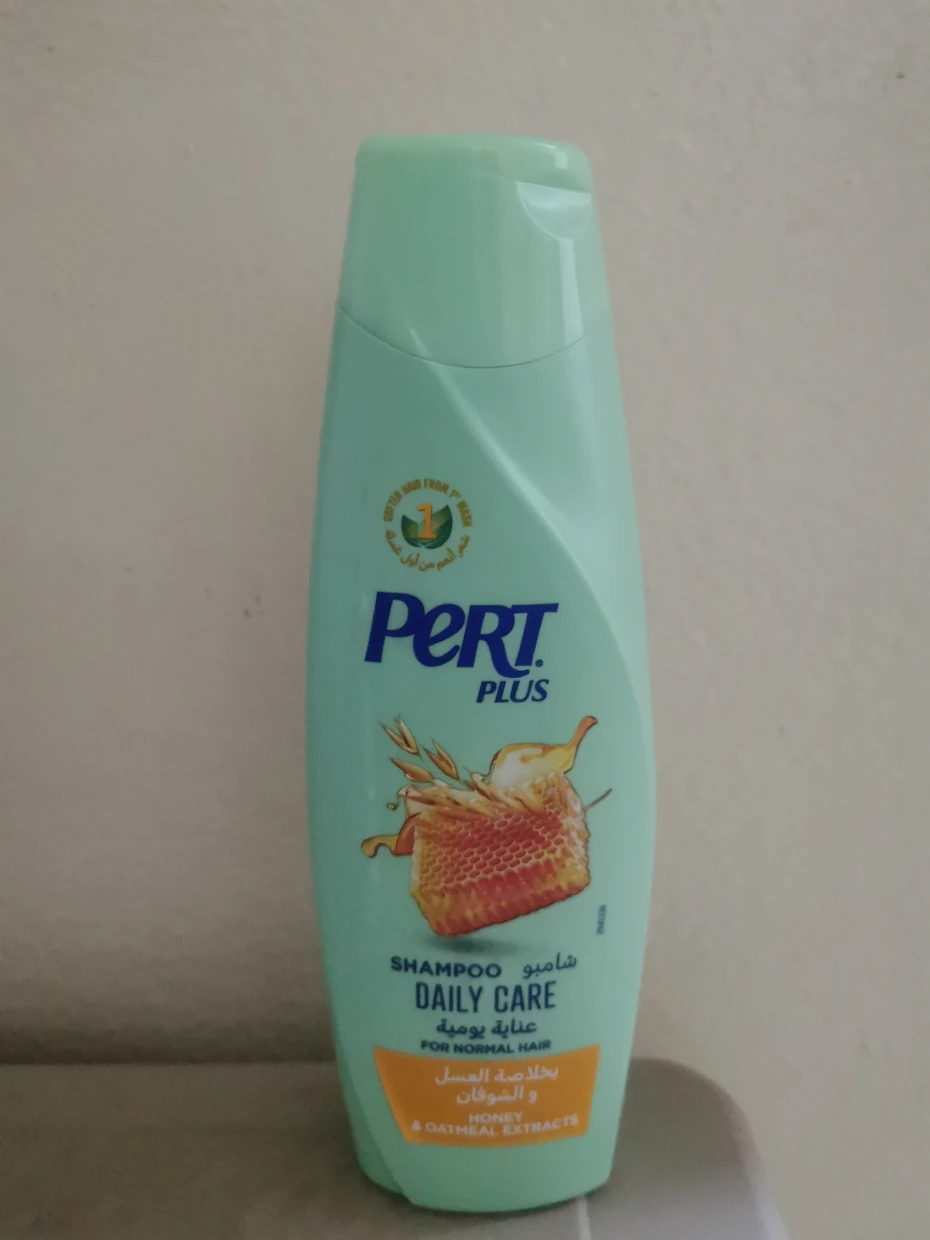 SOFTER HAIR FROM 1ST WASH
1
شعر أنعم من أول غسلة
PERT
PLUS
SHAMPOO شامبو
DAILY CARE
عناية يومية
FOR NORMAL HAIR
بخلاصة العسل
و الشوفان
HONEY
& OATMEAL EXTRACTS